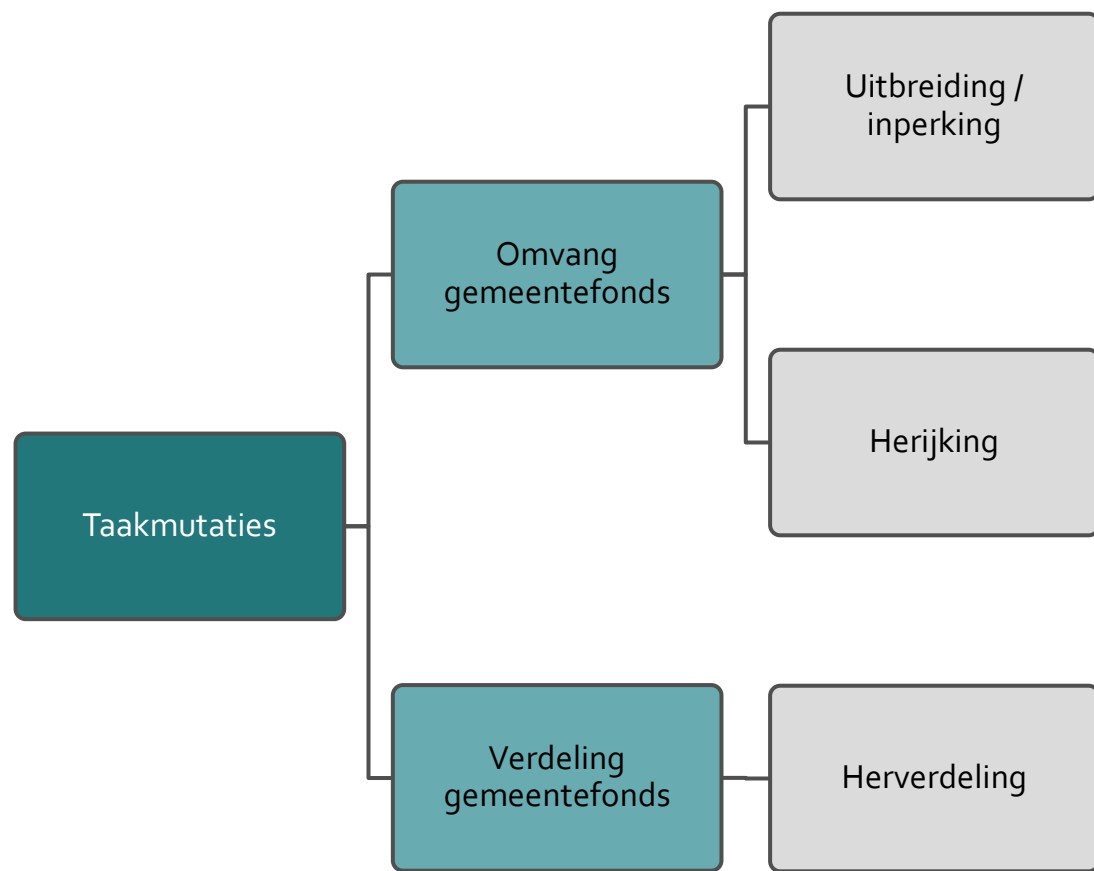 Taakmutaties
Omvang
gemeentefonds
Uitbreiding /
inperking
Herijking
Verdeling
gemeentefonds
Herverdeling